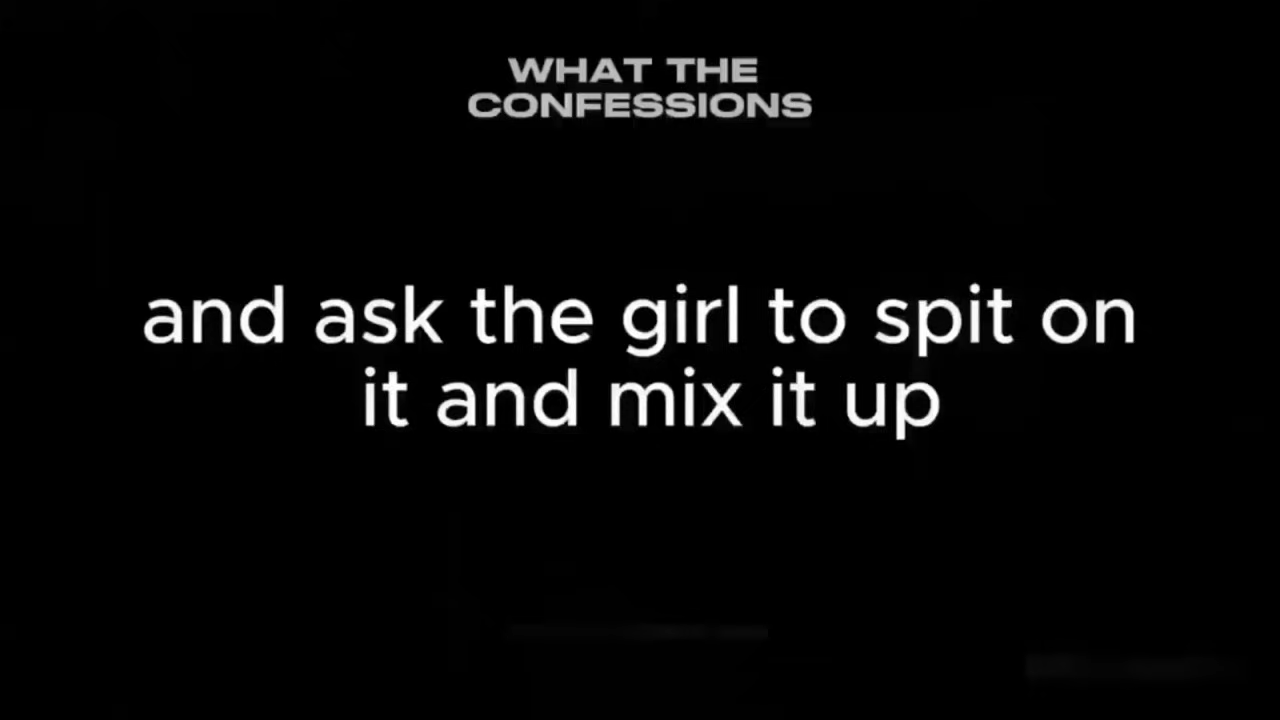 WHAT THE
CONFESSIONS
and ask the girl to spit on
it and mix it up